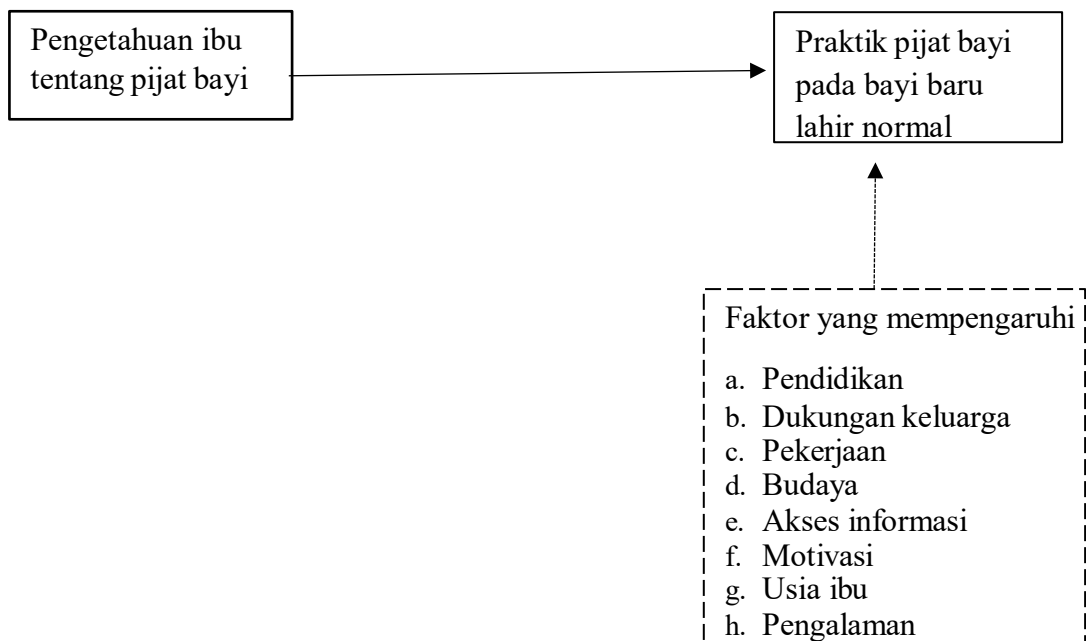 Pengetahuan ibu
tentang pijat bayi
Praktik pijat bayi
pada bayi baru
lahir normal
Faktor yang mempengaruhi
a. Pendidikan
b. Dukungan keluarga
c. Pekerjaan
d. Budaya
e. Akses informasi
f. Motivasi
g. Usia ibu
h. Pengalaman